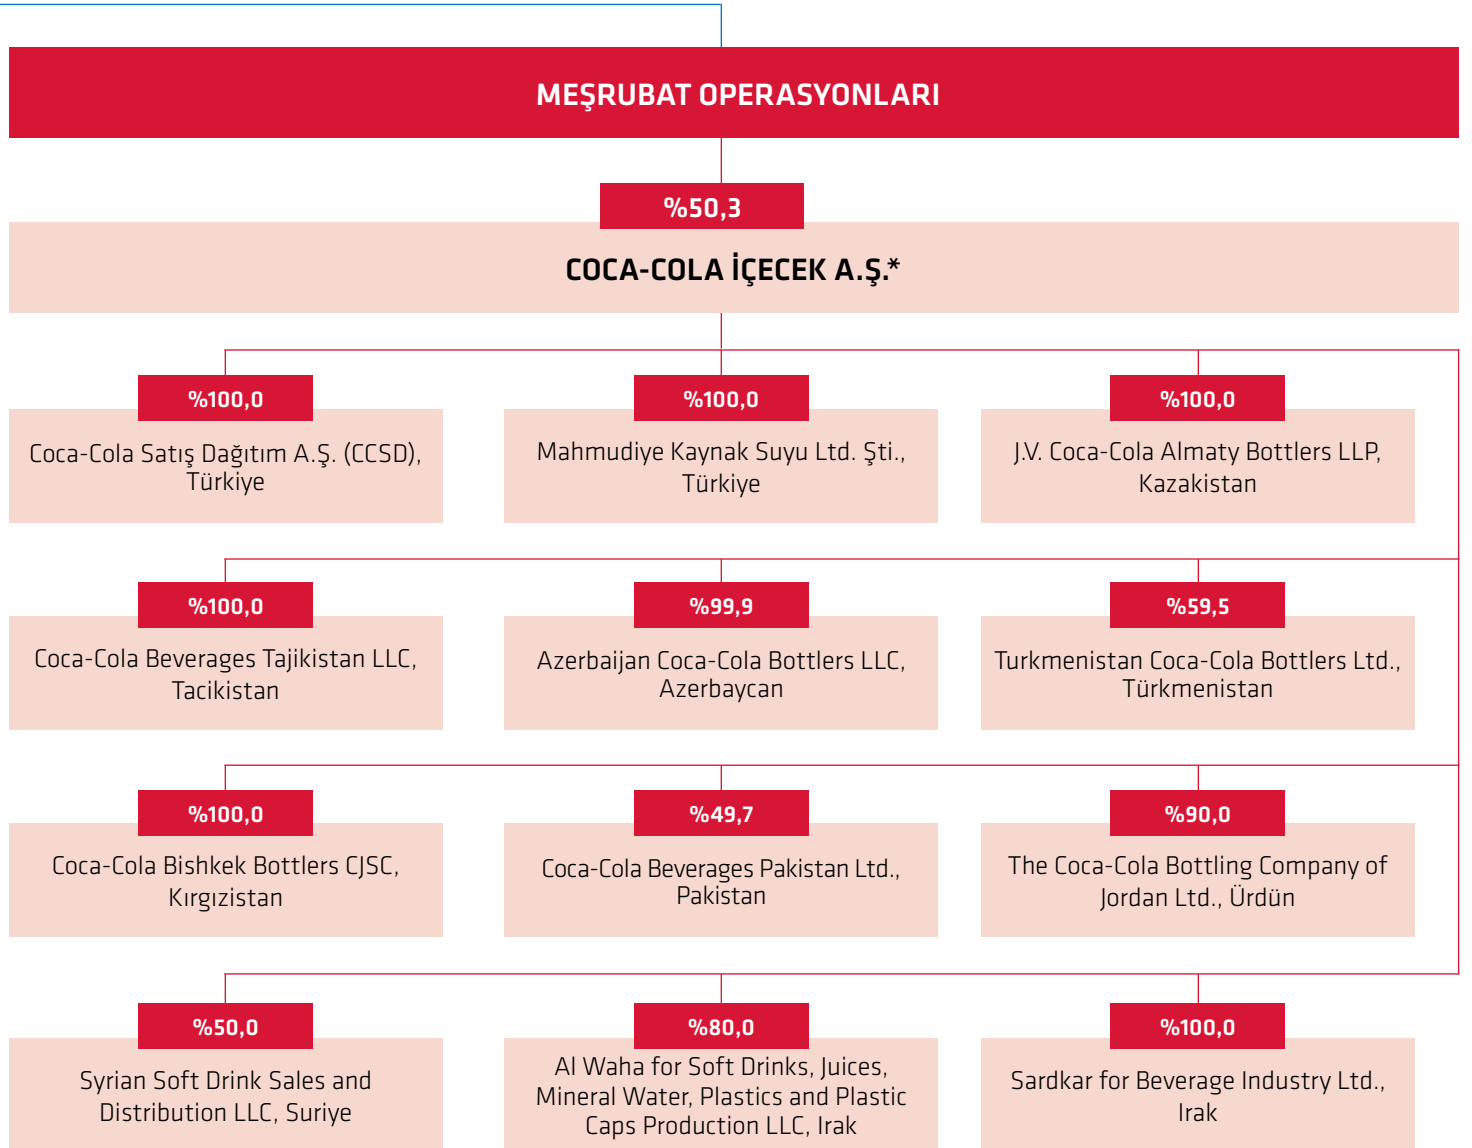 MEŞRUBAT OPERASYONLARI
%50,3
COCA-COLA İÇECEK A.Ş.*
%100,0
Coca-Cola Satış Dağıtım A.Ş. (CCSD),
Türkiye
%100,0
Mahmudiye Kaynak Suyu Ltd. Şti.,
Türkiye
%100,0
J.V. Coca-Cola Almaty Bottlers LLP,
Kazakistan
%100,0
Coca-Cola Beverages Tajikistan LLC,
Tacikistan
%99,9
Azerbaijan Coca-Cola Bottlers LLC,
Azerbaycan
%59,5
Turkmenistan Coca-Cola Bottlers Ltd.,
Türkmenistan
%100,0
Coca-Cola Bishkek Bottlers CJSC,
Kırgızistan
%49,7
Coca-Cola Beverages Pakistan Ltd.,
Pakistan
%90,0
The Coca-Cola Bottling Company of
Jordan Ltd., Ürdün
%50,0
Syrian Soft Drink Sales and
Distribution LLC, Suriye
%80,0
Al Waha for Soft Drinks, Juices,
Mineral Water, Plastics and Plastic
Caps Production LLC, Irak
%100,0
Sardkar for Beverage Industry Ltd.,
Irak